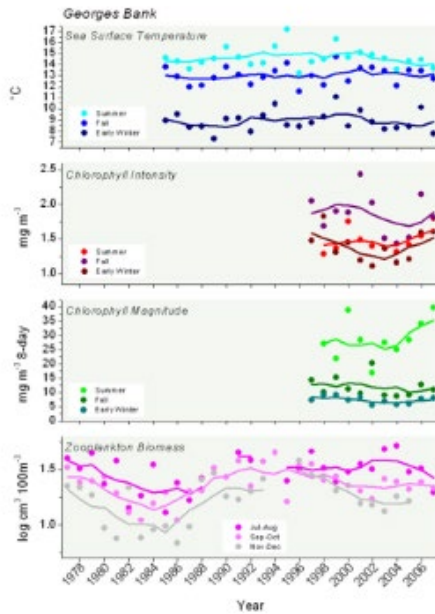 Georges Bank
Sea Surface Temperature
17
16
15
14
13
12
11
10
9
8
7
°C
Summer
Fall
Early Winter
Chlorophyll Intensity
2.5
2.0
1.5
1.0
mg m⁻³
Summer
Fall
Early Winter
Chlorophyll Magnitude
40
35
30
25
20
15
10
5
0
mg m⁻³ 8-day
Summer
Fall
Early Winter
Zooplankton Biomass
1.5
1.0
log cm³ 100m⁻³
Jul-Aug
Sep-Oct
Nov-Dec
1978 1980 1982 1984 1986 1988 1990 1992 1994 1996 1998 2000 2002 2004 2006
Year